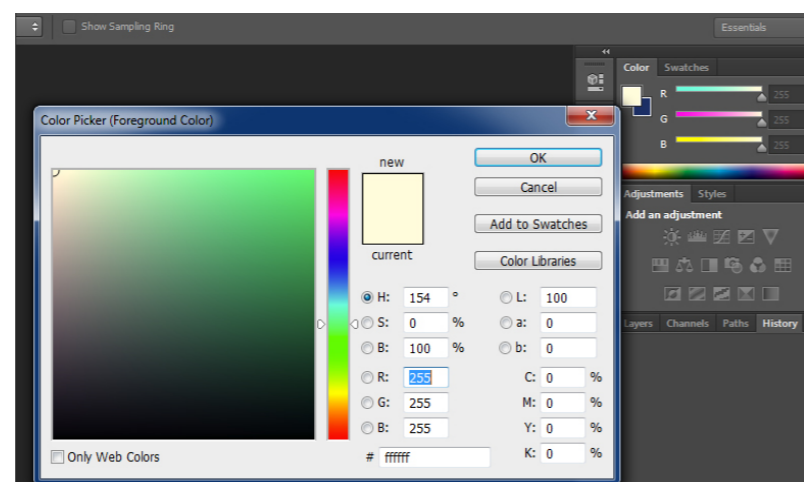 Show Sampling Ring
Essentials
Color Swatches
R 255
G 255
B 255
Color Picker (Foreground Color)
new
current
OK
Cancel
Add to Swatches
Color Libraries
H: 154 °
S: 0 %
B: 100 %
R: 255
G: 255
B: 255
# ffffff
L: 100
a: 0
b: 0
C: 0 %
M: 0 %
Y: 0 %
K: 0 %
Only Web Colors
Adjustments Styles
Add an adjustment
Layers Channels Paths History